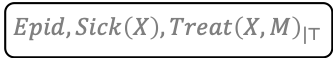 Epid, Sick(X), Treat(X, M)|⊤